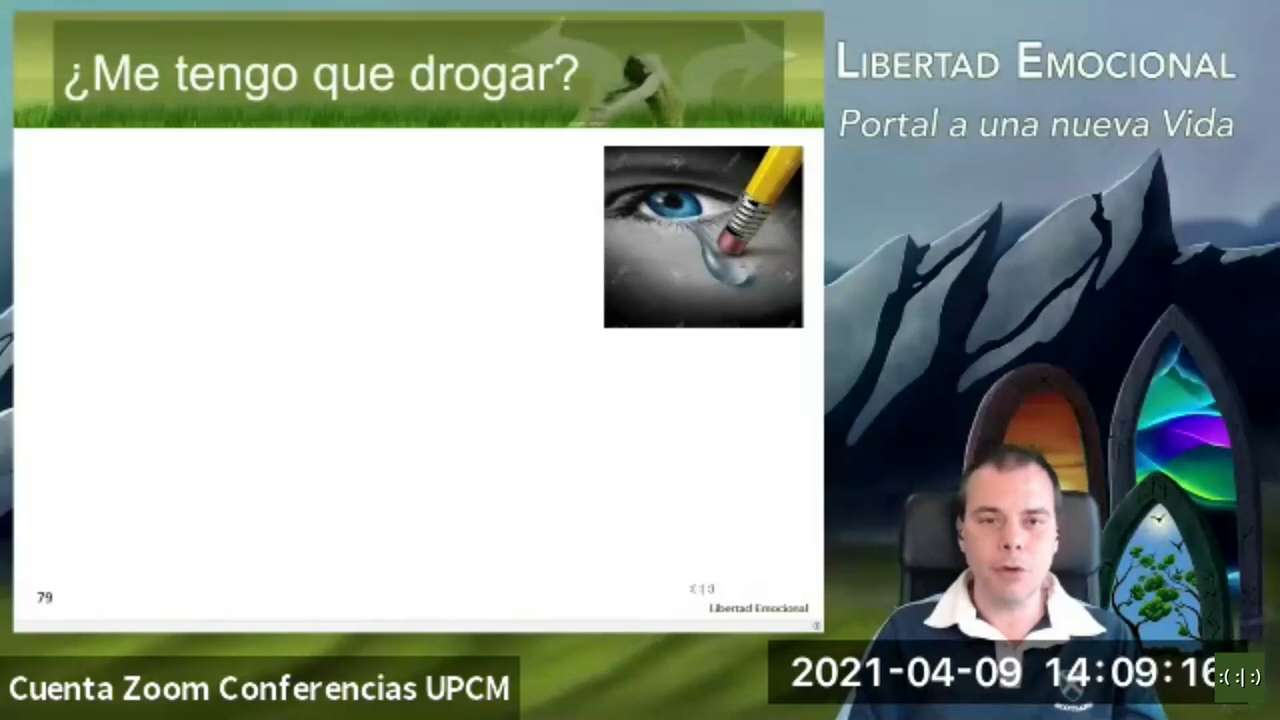 ¿Me tengo que drogar?
LIBERTAD EMOCIONAL
Portal a una nueva Vida
79
:( :| :)
Libertad Emocional
Cuenta Zoom Conferencias UPCM
2021-04-09 14:09:16
:( :| :)
SCOTLAND